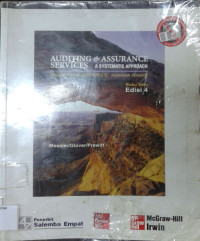 AUDITING & ASSURANCE
SERVICES A SYSTEMATIC APPROACH
Buku Satu
Edisi 4
Messier/Glover/Prawitt
Penerbit
Salemba Empat
McGraw-Hill
Irwin